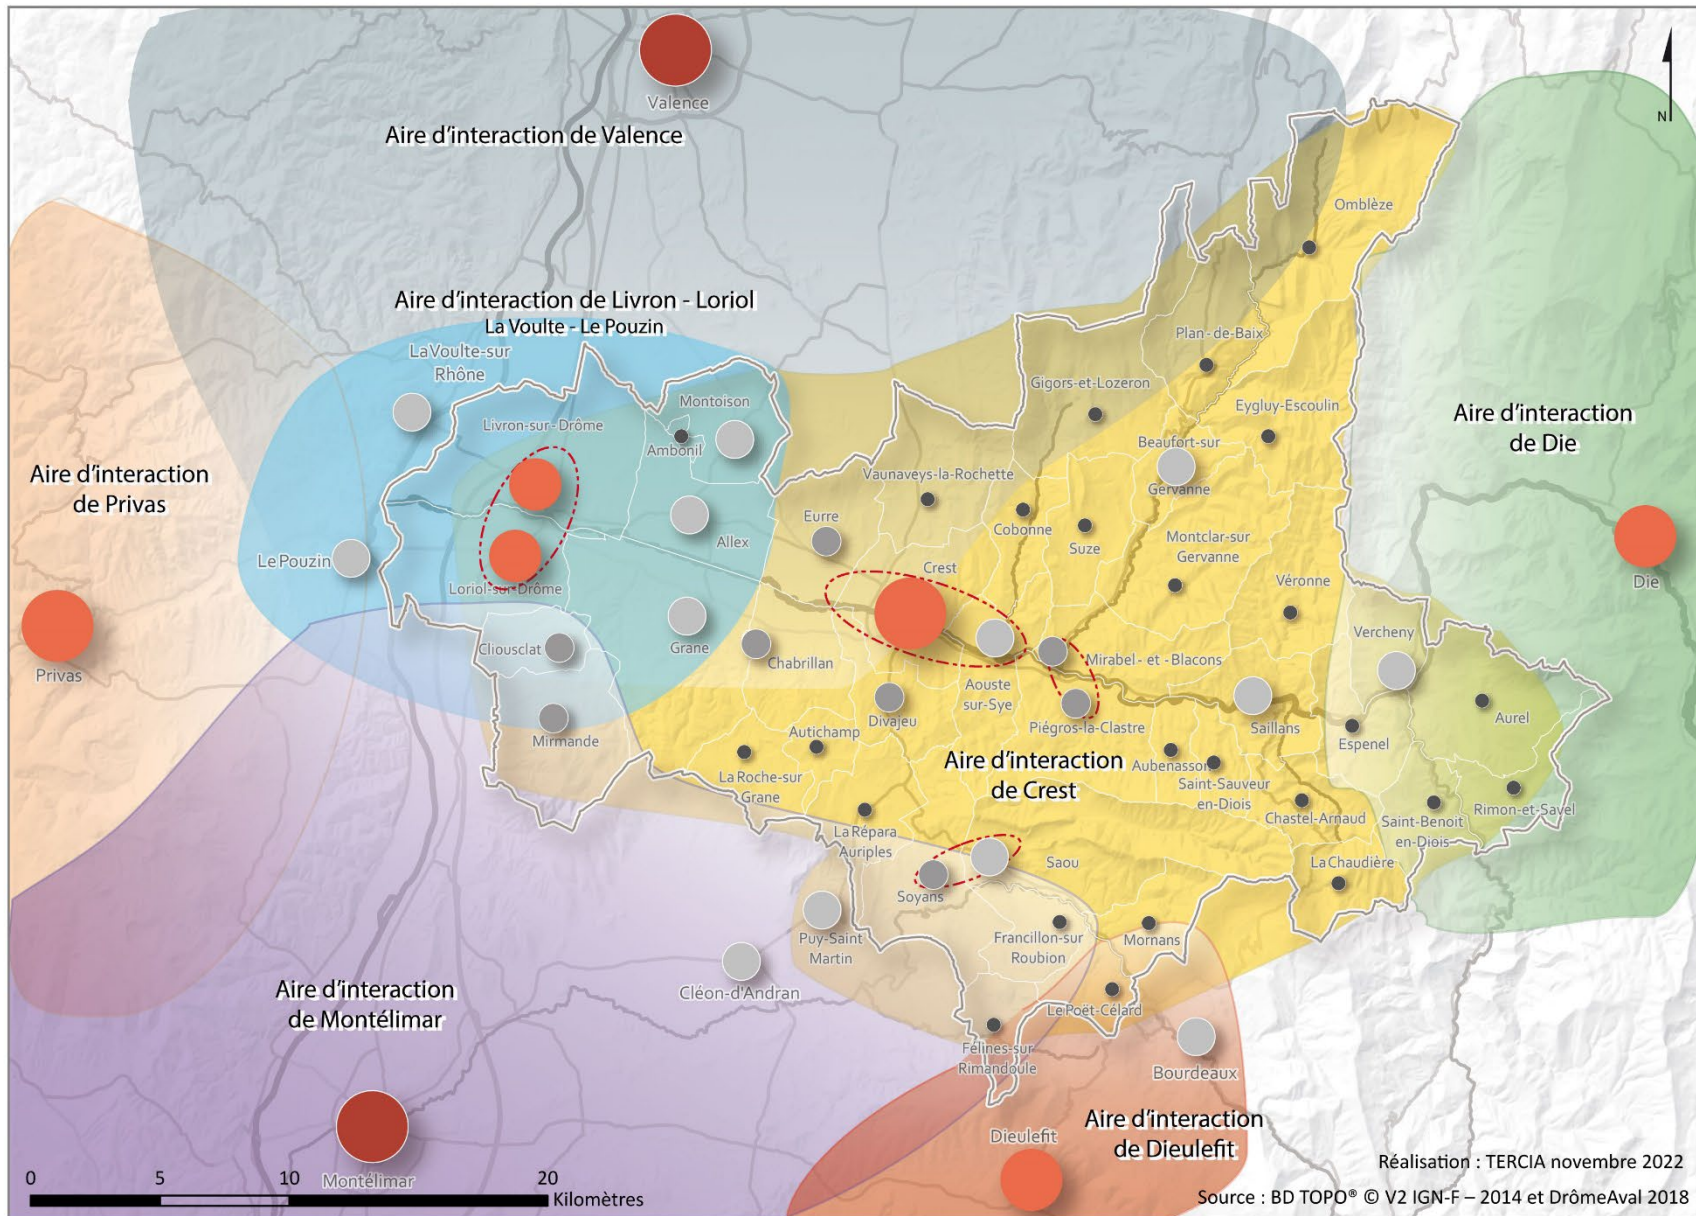 Valence
Aire d'interaction de Valence
N
Omblèze
Aire d'interaction de Livron - Loriol
La Voulte - Le Pouzin
La Voulte-sur
Rhône
Plan-de-Baix
Gigors-et-Lozeron
Montoison
Livron-sur-Drôme
Ambonil
Eygluy-Escoulin
Aire d'interaction
de Die
Beaufort-sur
Gervanne
Aire d'interaction
de Privas
Vaunaveys-la-Rochette
Eurre
Cobonne
Allex
Suze
Montclar-sur
Gervanne
Le Pouzin
Crest
Véronne
Die
Loriol-sur-Drôme
Vercheny
Cliousclat
Grane
Chabrillan
Mirabel- et -Blacons
Privas
Aouste
sur-Sye
Divajeu
Piégros-la-Clastre
Saillans
Aurel
Mirmande
Autichamp
Espenel
Aire d'interaction
de Crest
Aubenasson
La Roche-sur
Grane
Saint-Sauveur
en-Diois
Rimon-et-Savel
Chastel-Arnaud
Saint-Benoit
en-Diois
La Répara
Auriples
Saou
La Chaudière
Soyans
Puy-Saint
Martin
Francillon-sur
Roubion
Mornans
Cléon-d'Andran
Aire d'interaction
de Montélimar
Le Poët-Célard
Félines-sur
Rimandoule
Bourdeaux
Aire d'interaction
de Dieulefit
Dieulefit
Montélimar
0 5 10 20
Kilomètres
Réalisation : TERCIA novembre 2022
Source : BD TOPO® © V2 IGN-F – 2014 et DrômeAval 2018